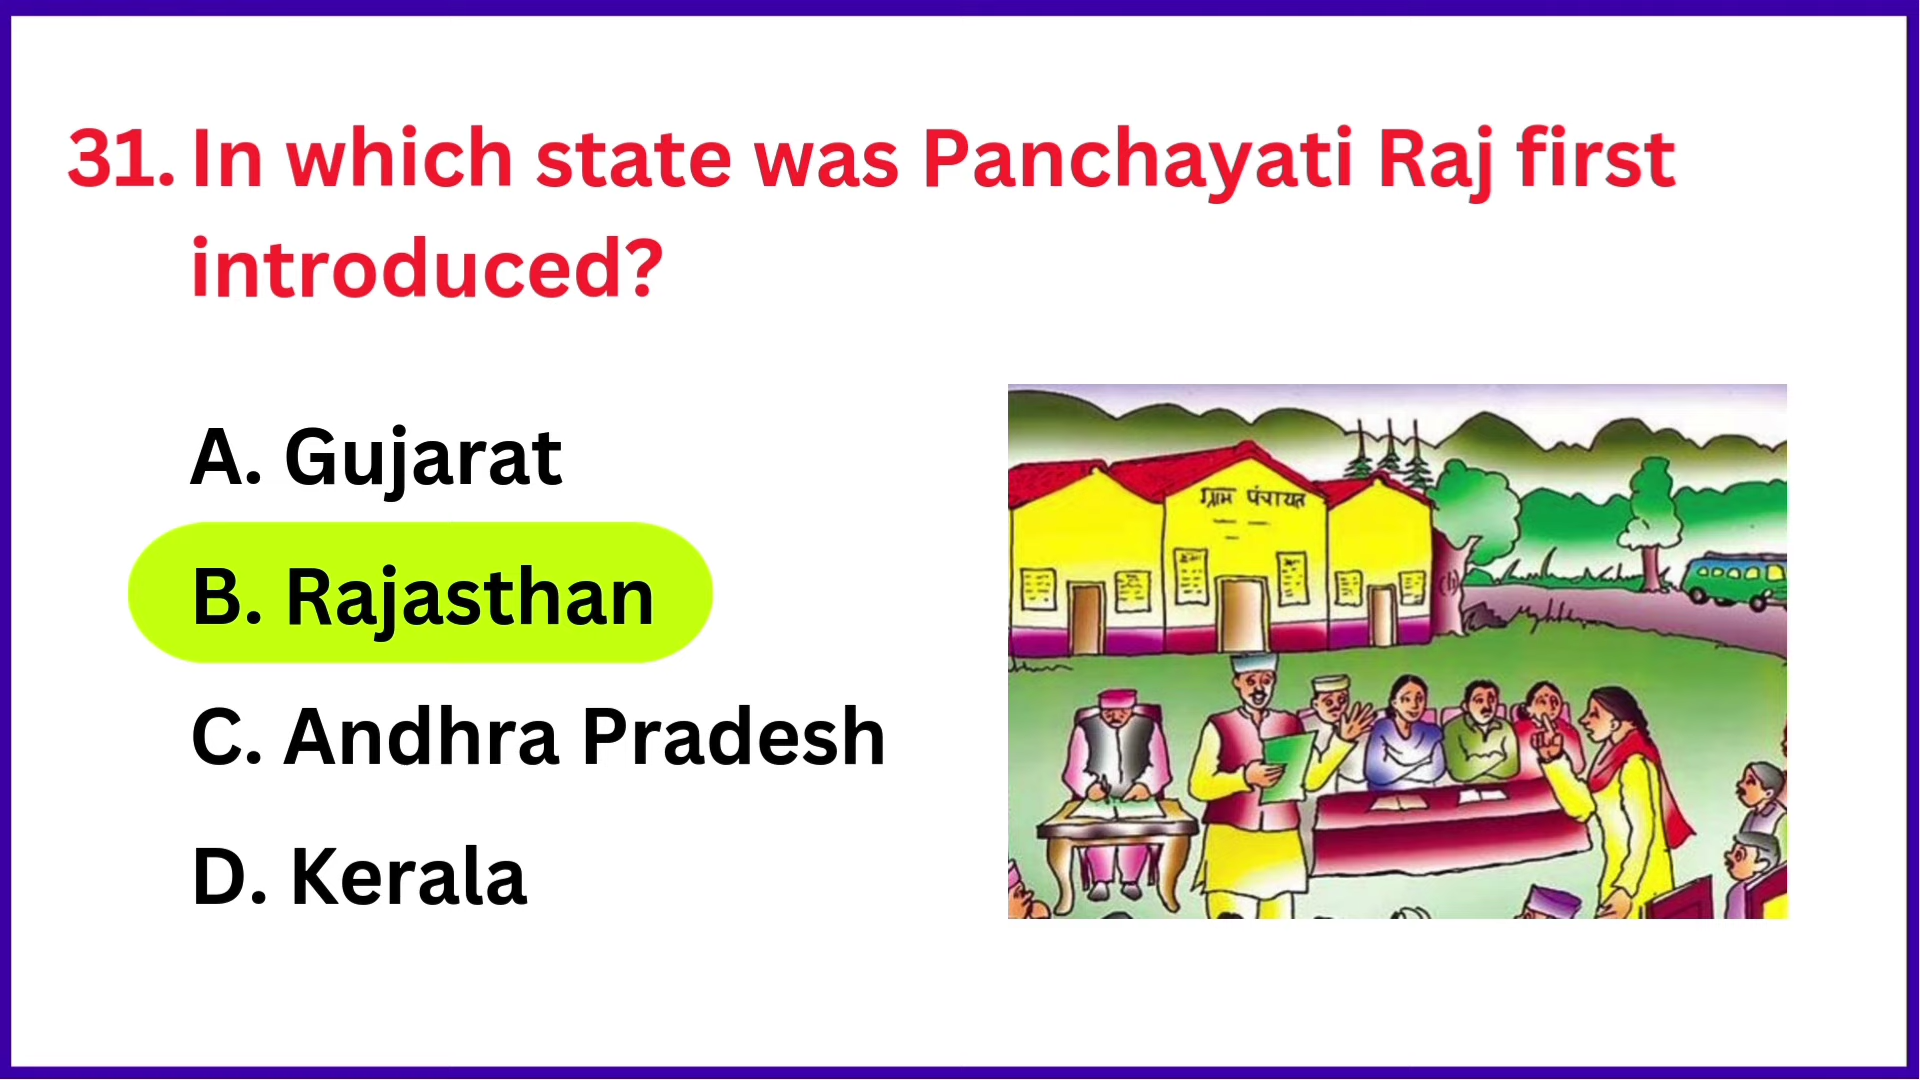 31. In which state was Panchayati Raj first
introduced?
A. Gujarat
B. Rajasthan
C. Andhra Pradesh
D. Kerala
ग्राम पंचायत